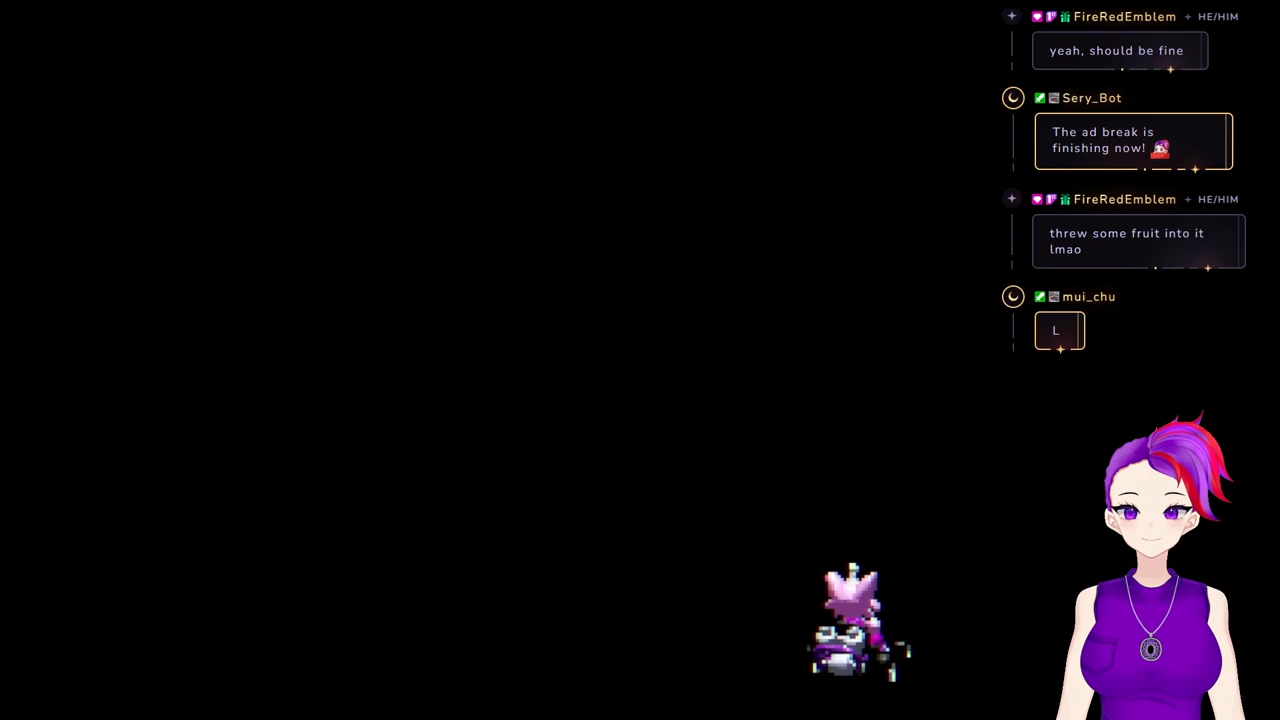 FireRedEmblem HE/HIM
yeah, should be fine
Sery_Bot
The ad break is
finishing now!
FireRedEmblem HE/HIM
threw some fruit into it
lmao
mui_chu
L